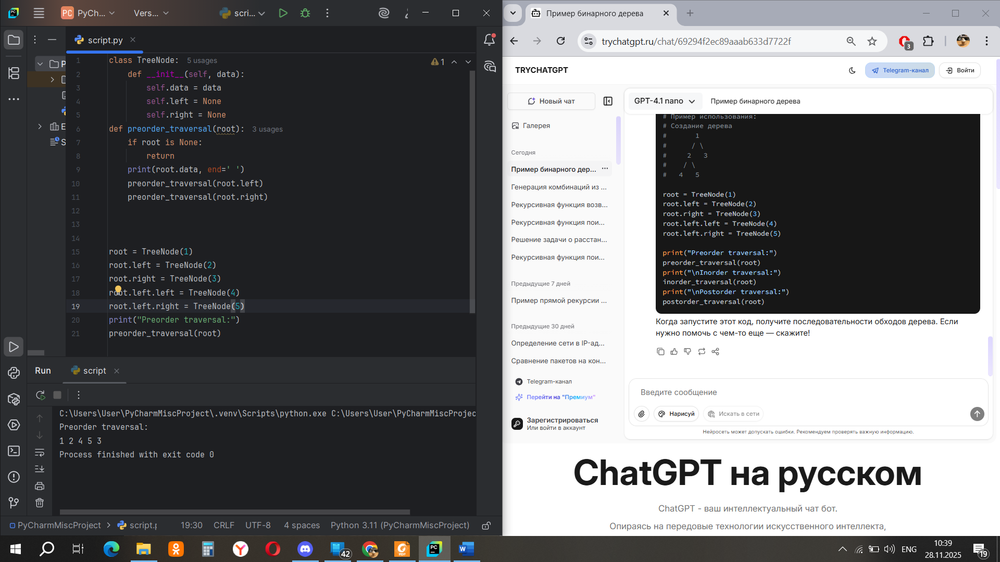 PC PyCh... Vers... scri...
script.py
1 class TreeNode: 5 usages
2 def __init__(self, data):
3 self.data = data
4 self.left = None
5 self.right = None
6 def preorder_traversal(root): 3 usages
7 if root is None:
8 return
9 print(root.data, end=' ')
10 preorder_traversal(root.left)
11 preorder_traversal(root.right)
12
13
14
15 root = TreeNode(1)
16 root.left = TreeNode(2)
17 root.right = TreeNode(3)
18 root.left.left = TreeNode(4)
19 root.left.right = TreeNode(5)
20 print("Preorder traversal:")
21 preorder_traversal(root)
1
Run script
C:\Users\User\PyCharmMiscProject\.venv\Scripts\python.exe C:\Users\User\PyCharmMiscProjec
Preorder traversal:
1 2 4 5 3
Process finished with exit code 0
PyCharmMiscProject > script.p 19:30 CRLF UTF-8 4 spaces Python 3.11 (PyCharmMiscProject)
Пример бинарного дерева
trychatgpt.ru/chat/69294f2ec89aaab633d7722f
3
TRYCHATGPT
Telegram-канал
Войти
Новый чат
Галерея
Сегодня
Пример бинарного дер... ...
Генерация комбинаций из ...
Рекурсивная функция возв...
Рекурсивная функция пои...
Решение задачи о расстан...
Рекурсивная функция пои...
Предыдущие 7 дней
Пример прямой рекурсии ...
Предыдущие 30 дней
Определение сети в IP-ад...
Сравнение пакетов на кон...
Telegram-канал
Перейти на "Премиум"
Зарегистрироваться
Или войти в аккаунт
GPT-4.1 nano Пример бинарного дерева
# Пример использования:
# Создание дерева
# 1
# / \
# 2 3
# / \
# 4 5
root = TreeNode(1)
root.left = TreeNode(2)
root.right = TreeNode(3)
root.left.left = TreeNode(4)
root.left.right = TreeNode(5)
print("Preorder traversal:")
preorder_traversal(root)
print("\nInorder traversal:")
inorder_traversal(root)
print("\nPostorder traversal:")
postorder_traversal(root)
Когда запустите этот код, получите последовательности обходов дерева. Если
нужно помочь с чем-то еще — скажите!
Введите сообщение
Нарисуй Искать в сети
Нейросеть может допускать ошибки. Рекомендуем проверять важную информацию.
ChatGPT на русском
ChatGPT - ваш интеллектуальный чат бот.
Опираясь на передовые технологии искусственного интеллекта,
42
PDF
PC
W
ENG
10:39
28.11.2025
19